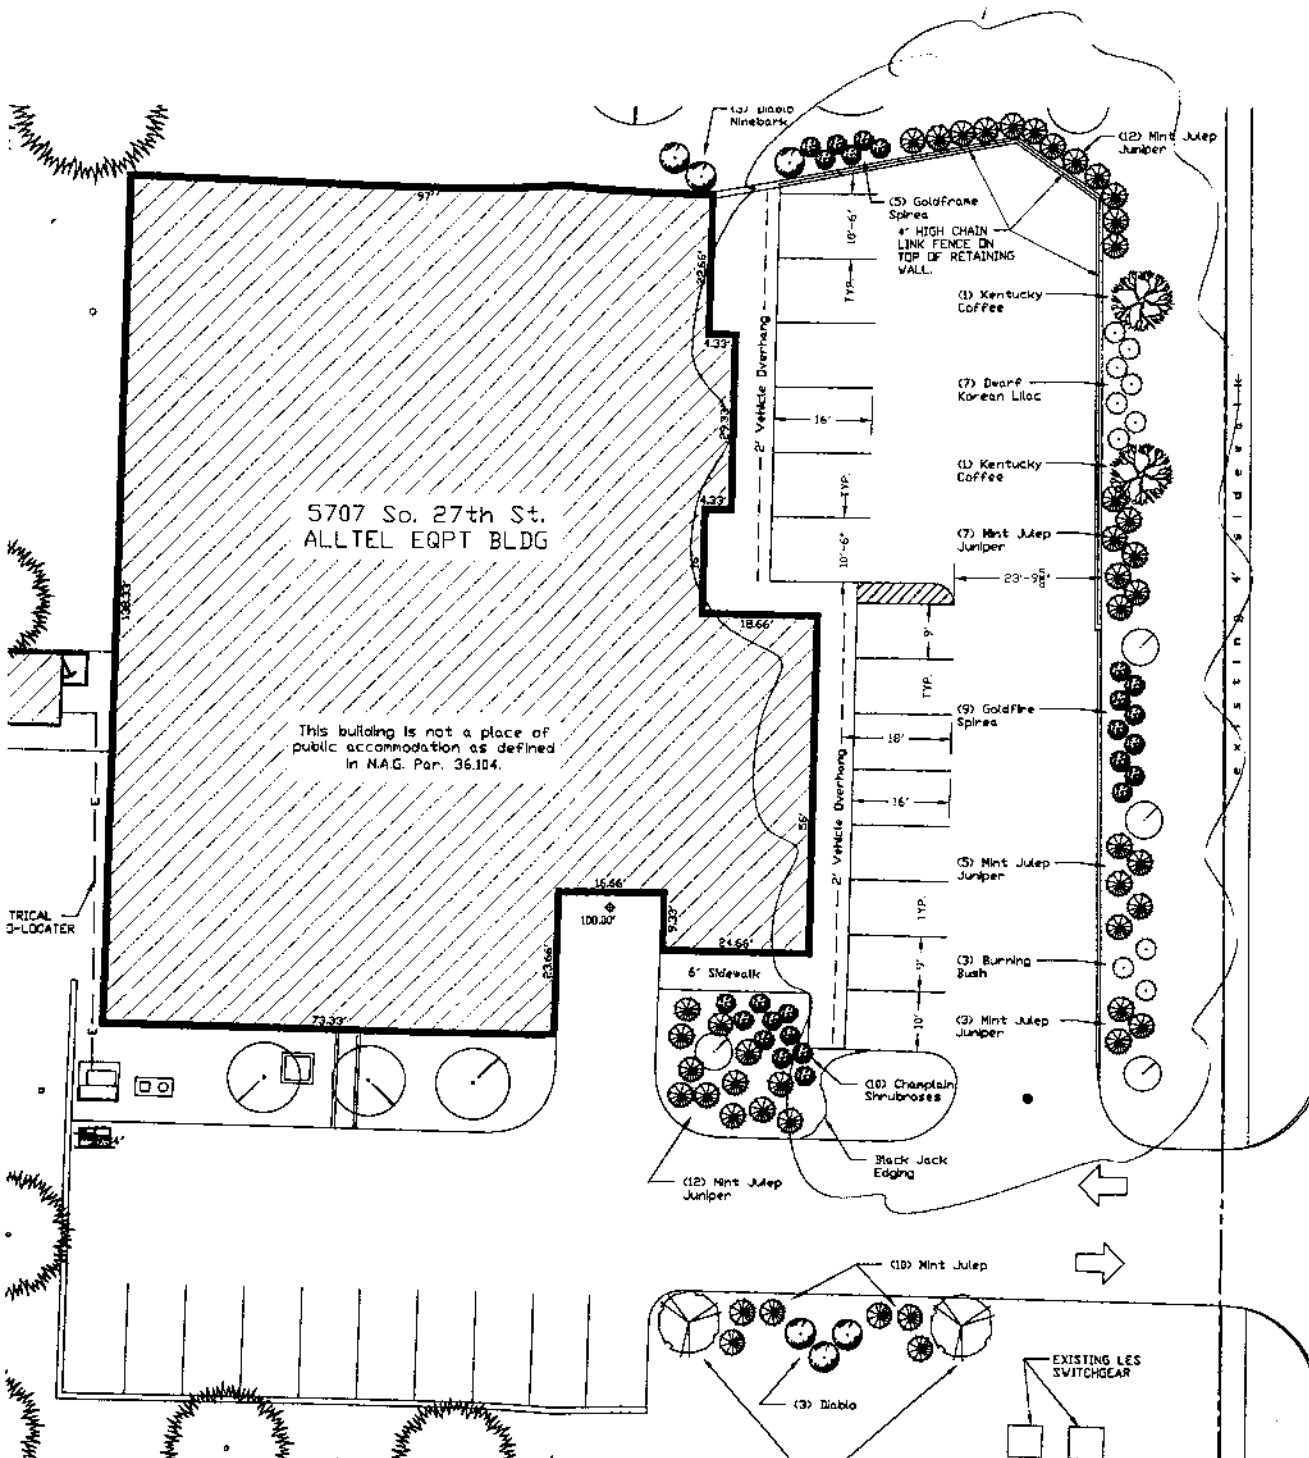 (3) Diablo
Ninebark
(12) Mint Julep
Juniper
97'
(5) Goldframe
Spirea
4' HIGH CHAIN
LINK FENCE ON
TOP OF RETAINING
WALL.
10'-6"
TYP.
22.66'
(1) Kentucky
Coffee
4.33'
2' Vehicle Overhang
29.33'
16'
(7) Dwarf
Korean Lilac
existing 4' sidewalk
(1) Kentucky
Coffee
4.33'
TYP.
5707 So. 27th St.
ALLTEL EQPT BLDG
(7) Mint Julep
Juniper
10'-6"
16'
23'-9 5/8"
138.33'
18.66'
9'
TYP.
(9) Goldfire
Spirea
This building is not a place of
public accommodation as defined
in N.A.G. Par. 36.104.
18'
2' Vehicle Overhang
16'
56'
E
(5) Mint Julep
Juniper
16.66'
100.00'
9.33'
TYP.
TRICAL
O-LOCATER
24.66'
23.66'
6' Sidewalk
9'
(3) Burning
Bush
73.33'
10'
(3) Mint Julep
Juniper
E
(10) Champlain
Shrubroses
Black Jack
Edging
(12) Mint Julep
Juniper
(10) Mint Julep
EXISTING LES
SWITCHGEAR
(3) Diablo